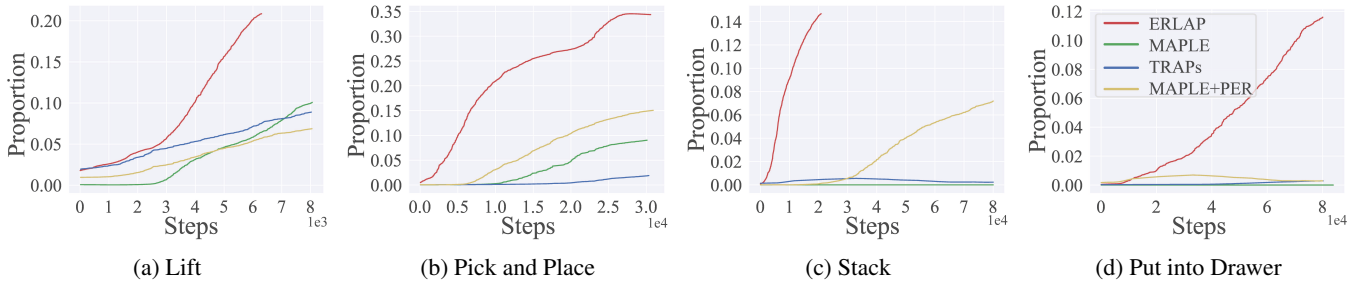 Proportion
0.20
0.15
0.10
0.05
0.00
0 1 2 3 4 5 6 7 8
1e3
Steps
(a) Lift
Proportion
0.35
0.30
0.25
0.20
0.15
0.10
0.05
0.00
0.0 0.5 1.0 1.5 2.0 2.5 3.0
1e4
Steps
(b) Pick and Place
Proportion
0.14
0.12
0.10
0.08
0.06
0.04
0.02
0.00
0 1 2 3 4 5 6 7 8
1e4
Steps
(c) Stack
Proportion
0.12
0.10
0.08
0.06
0.04
0.02
0.00
0 2 4 6 8
1e4
Steps
ERLAP
MAPLE
TRAPs
MAPLE+PER
(d) Put into Drawer